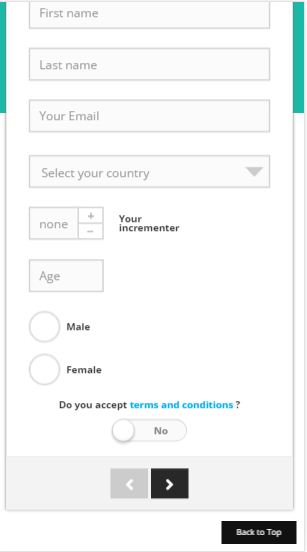 First name
Last name
Your Email
Select your country
none + Your
− incrementer
Age
Male
Female
Do you accept terms and conditions ?
No
Back to Top